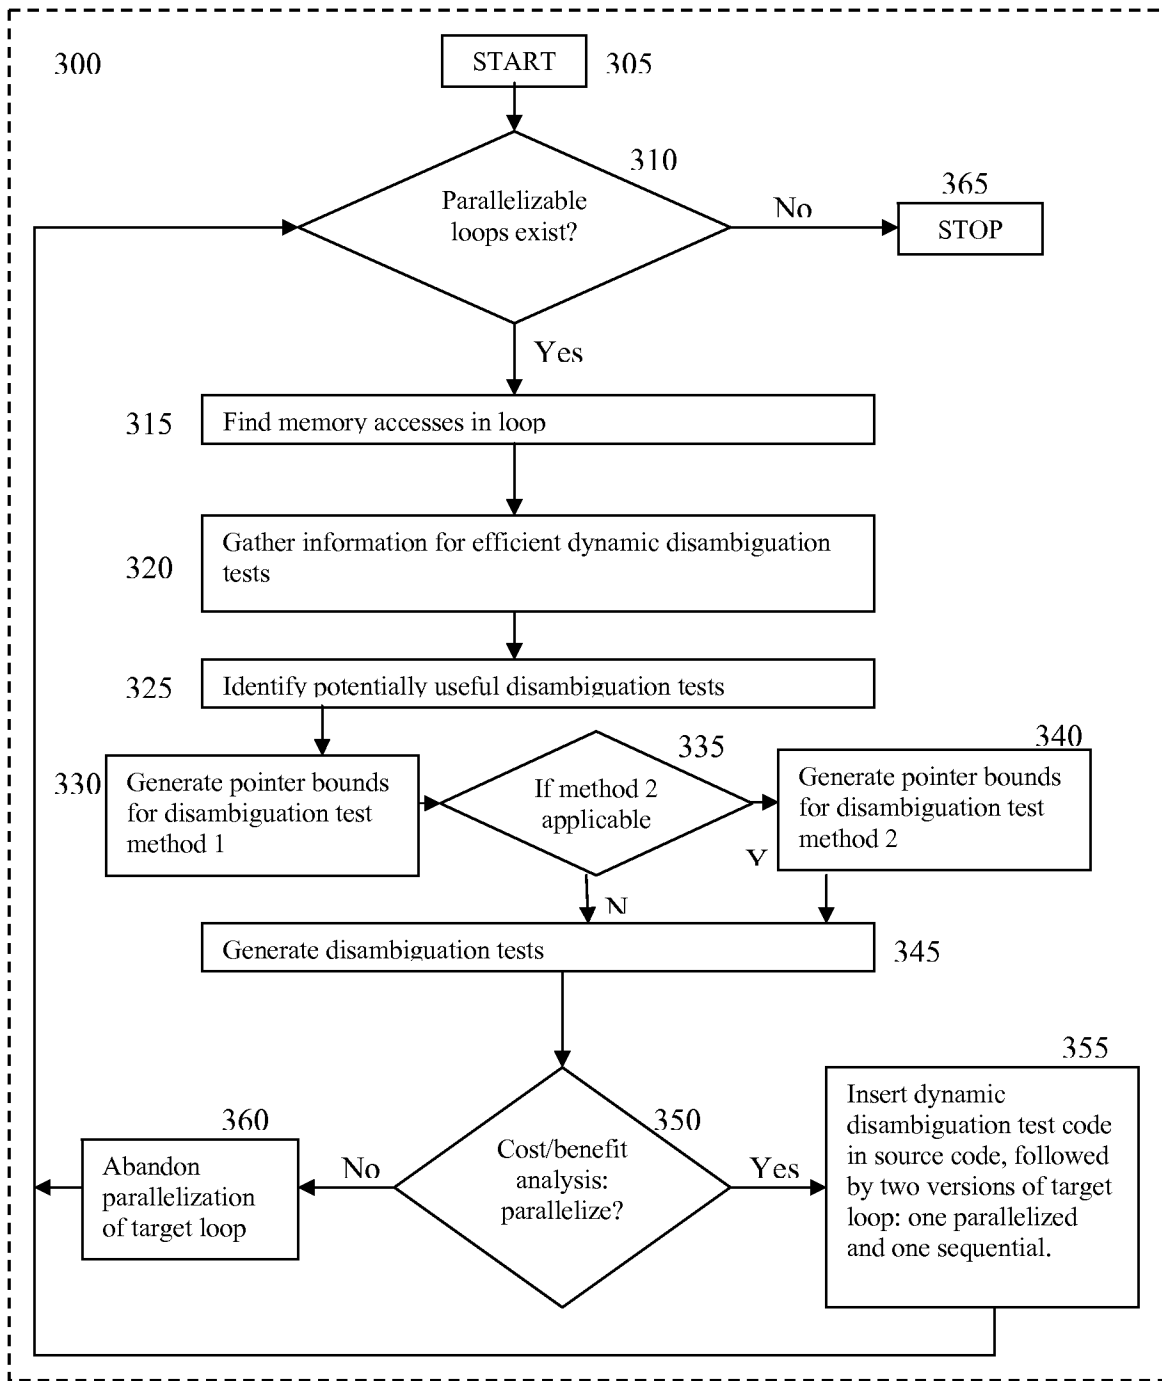 300
START
305
310
Parallelizable
loops exist?
No
365
STOP
Yes
315
Find memory accesses in loop
320
Gather information for efficient dynamic disambiguation
tests
325
Identify potentially useful disambiguation tests
330
Generate pointer bounds
for disambiguation test
method 1
335
If method 2
applicable
340
Generate pointer bounds
for disambiguation test
method 2
Y
N
Generate disambiguation tests
345
350
Cost/benefit
analysis:
parallelize?
No
Yes
360
Abandon
parallelization
of target loop
355
Insert dynamic
disambiguation test code
in source code, followed
by two versions of target
loop: one parallelized
and one sequential.